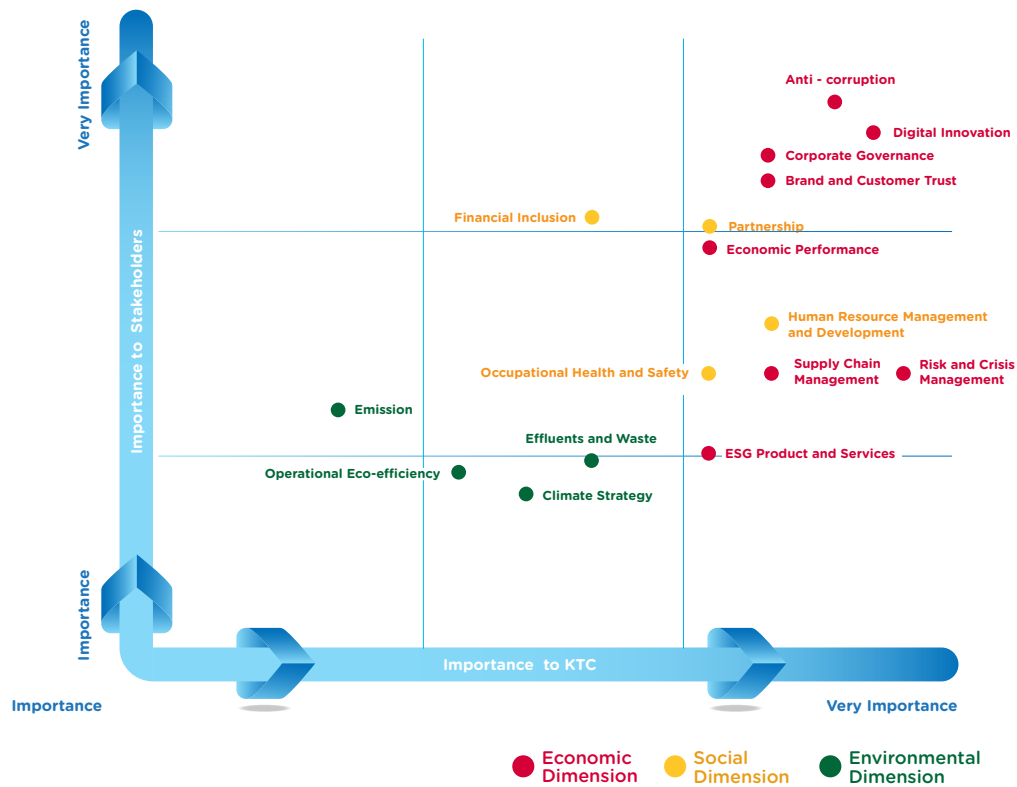 Very Importance
Importance to Stakeholders
Importance
Anti - corruption
Digital Innovation
Corporate Governance
Brand and Customer Trust
Financial Inclusion
Partnership
Economic Performance
Human Resource Management
and Development
Occupational Health and Safety
Supply Chain
Management
Risk and Crisis
Management
Emission
Effluents and Waste
ESG Product and Services
Operational Eco-efficiency
Climate Strategy
Importance to KTC
Importance
Very Importance
Economic
Dimension
Social
Dimension
Environmental
Dimension